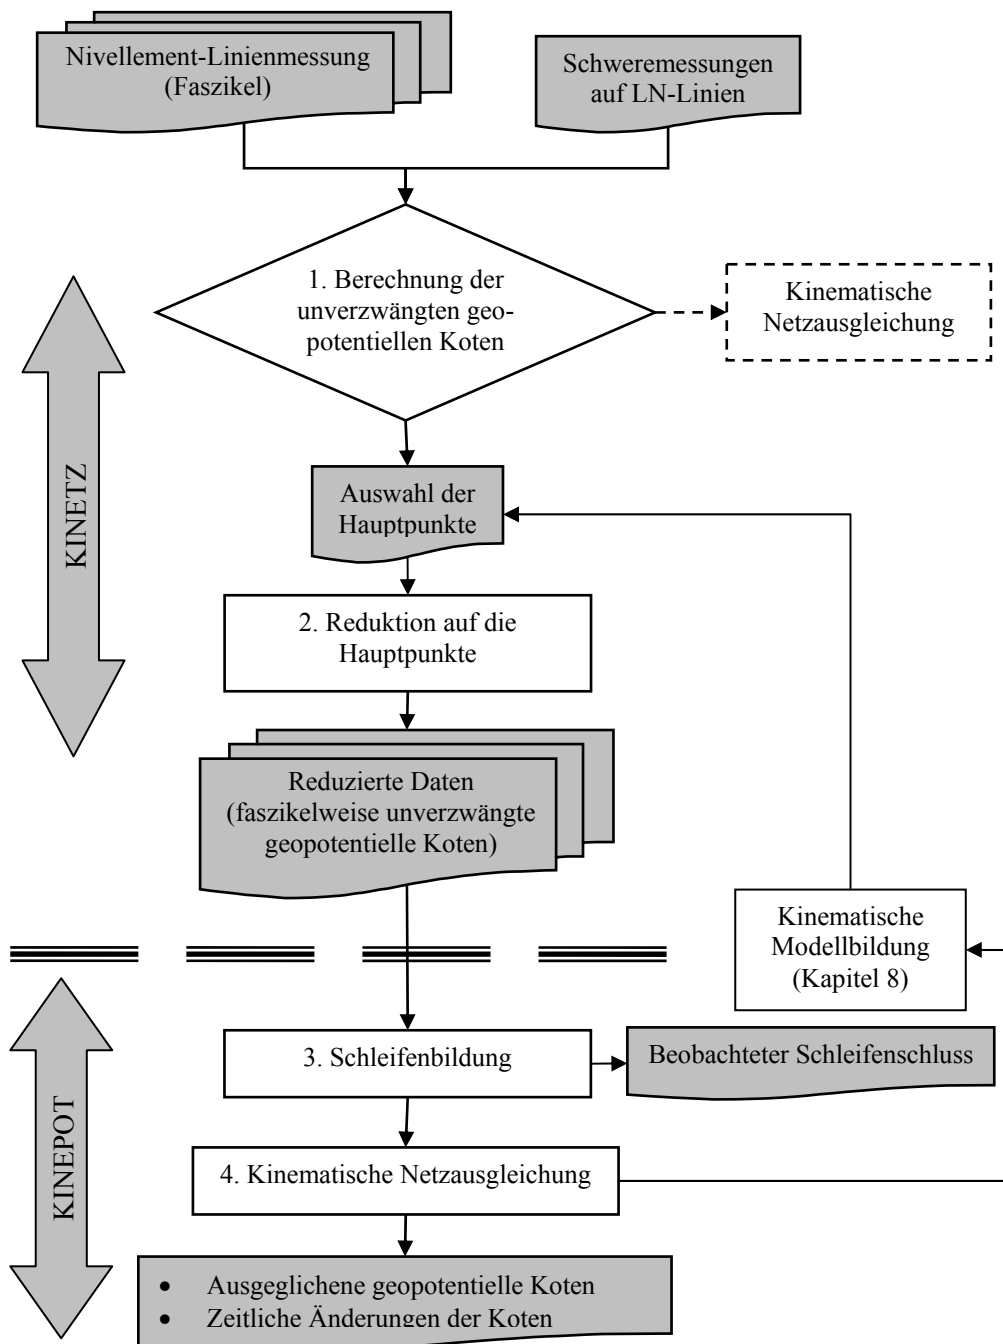 Nivellement-Linienmessung
(Faszikel)
Schweremessungen
auf LN-Linien
1. Berechnung der
unverzwängten geo-
potentiellen Koten
Kinematische
Netzausgleichung
KINETZ
Auswahl der
Hauptpunkte
2. Reduktion auf die
Hauptpunkte
Reduzierte Daten
(faszikelweise unverzwängte
geopotentielle Koten)
Kinematische
Modellbildung
(Kapitel 8)
KINEPOT
3. Schleifenbildung
Beobachteter Schleifenschluss
4. Kinematische Netzausgleichung
• Ausgeglichene geopotentielle Koten
• Zeitliche Änderungen der Koten